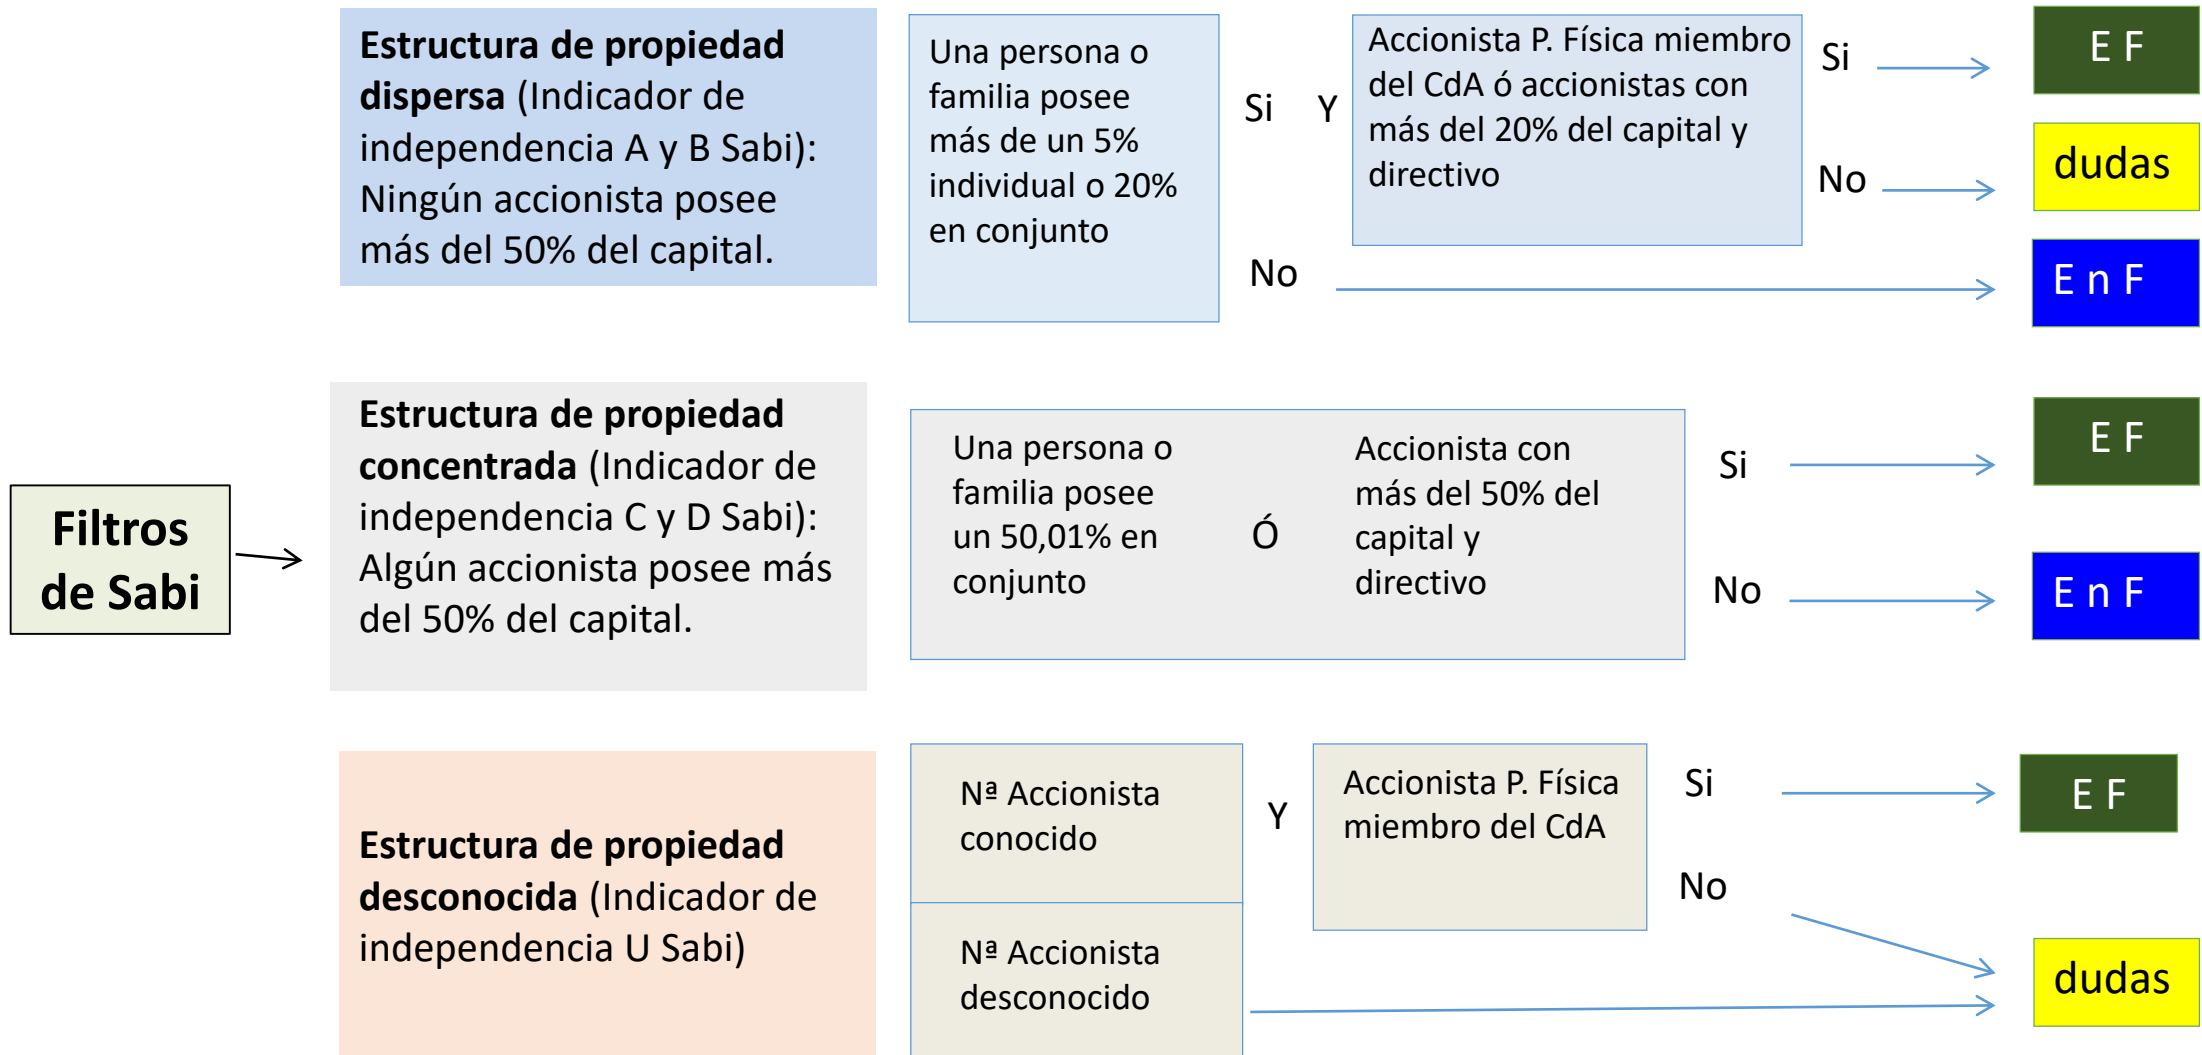 Filtros
de Sabi
Estructura de propiedad
dispersa (Indicador de
independencia A y B Sabi):
Ningún accionista posee
más del 50% del capital.
Una persona o
familia posee
más de un 5%
individual o 20%
en conjunto
Si
Y
Accionista P. Física miembro
del CdA ó accionistas con
más del 20% del capital y
directivo
Si
E F
No
dudas
No
E n F
Estructura de propiedad
concentrada (Indicador de
independencia C y D Sabi):
Algún accionista posee más
del 50% del capital.
Una persona o
familia posee
un 50,01% en
conjunto
Ó
Accionista con
más del 50% del
capital y
directivo
Si
E F
No
E n F
Estructura de propiedad
desconocida (Indicador de
independencia U Sabi)
Nª Accionista
conocido
Y
Accionista P. Física
miembro del CdA
Si
E F
No
Nª Accionista
desconocido
dudas